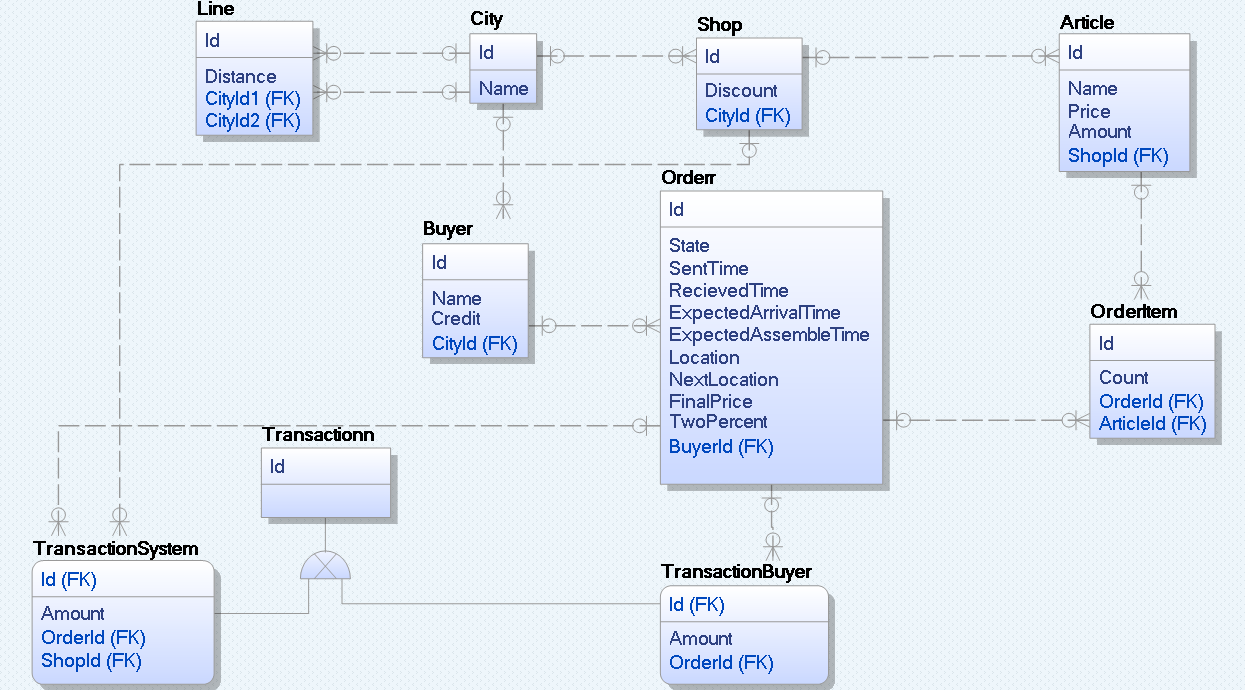 Line
Id
Distance
CityId1 (FK)
CityId2 (FK)
City
Id
Name
Shop
Id
Discount
CityId (FK)
Article
Id
Name
Price
Amount
ShopId (FK)
Buyer
Id
Name
Credit
CityId (FK)
Orderr
Id
State
SentTime
RecievedTime
ExpectedArrivalTime
ExpectedAssembleTime
Location
NextLocation
FinalPrice
TwoPercent
BuyerId (FK)
OrderItem
Id
Count
OrderId (FK)
ArticleId (FK)
Transactionn
Id
TransactionSystem
Id (FK)
Amount
OrderId (FK)
ShopId (FK)
TransactionBuyer
Id (FK)
Amount
OrderId (FK)